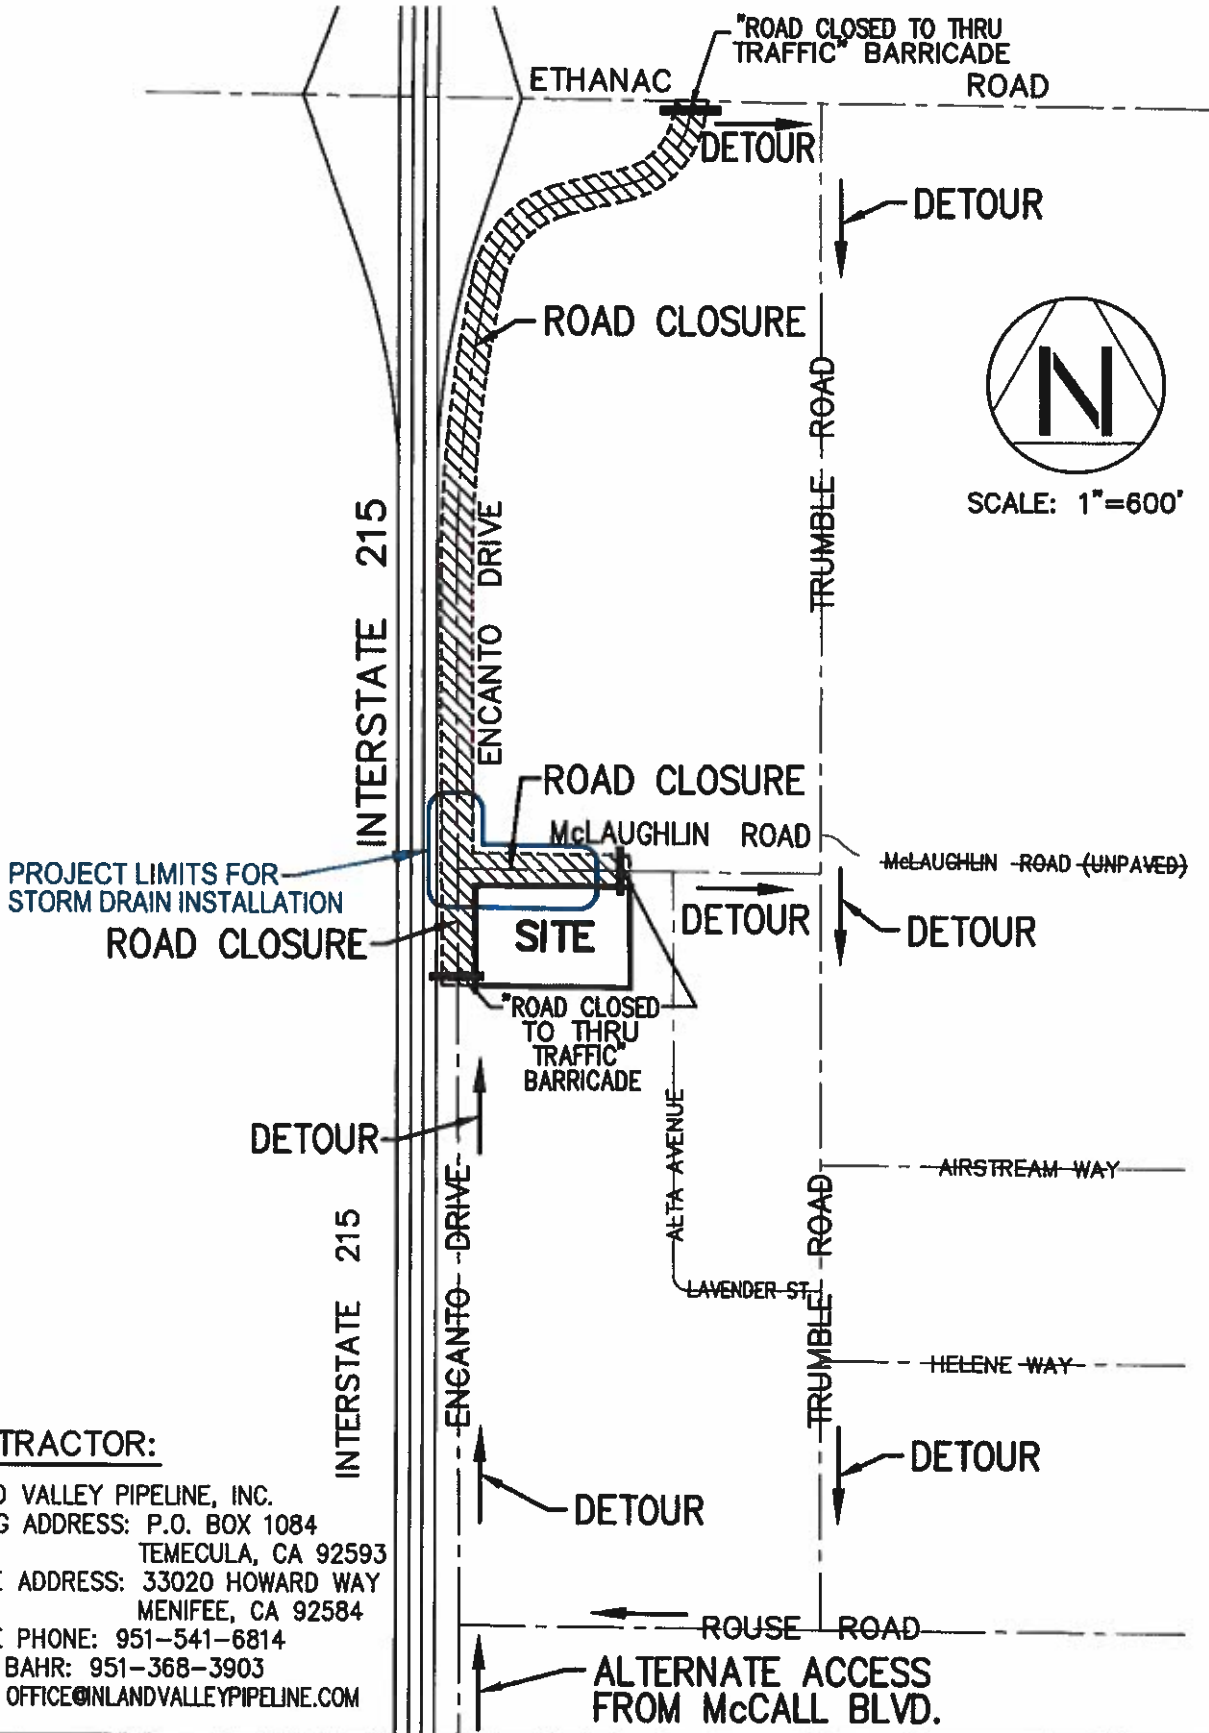 "ROAD CLOSED TO THRU
TRAFFIC" BARRICADE
ETHANAC
ROAD
DETOUR
DETOUR
ROAD CLOSURE
N
SCALE: 1"=600'
TRUMBLE ROAD
INTERSTATE 215
ENCANTO DRIVE
ROAD CLOSURE
McLAUGHLIN ROAD
McLAUGHLIN ROAD (UNPAVED)
PROJECT LIMITS FOR
STORM DRAIN INSTALLATION
ROAD CLOSURE
SITE
DETOUR
DETOUR
"ROAD CLOSED
TO THRU
TRAFFIC"
BARRICADE
DETOUR
ALTA AVENUE
AIRSTREAM WAY
INTERSTATE 215
ENCANTO DRIVE
TRUMBLE ROAD
LAVENDER ST.
HELENE WAY
DETOUR
DETOUR
TRACTOR:
VALLEY PIPELINE, INC.
ADDRESS: P.O. BOX 1084
TEMECULA, CA 92593
ADDRESS: 33020 HOWARD WAY
MENIFEE, CA 92584
PHONE: 951-541-6814
BAHR: 951-368-3903
OFFICE@INLANDVALLEYPIPELINE.COM
ROUSE ROAD
ALTERNATE ACCESS
FROM McCALL BLVD.